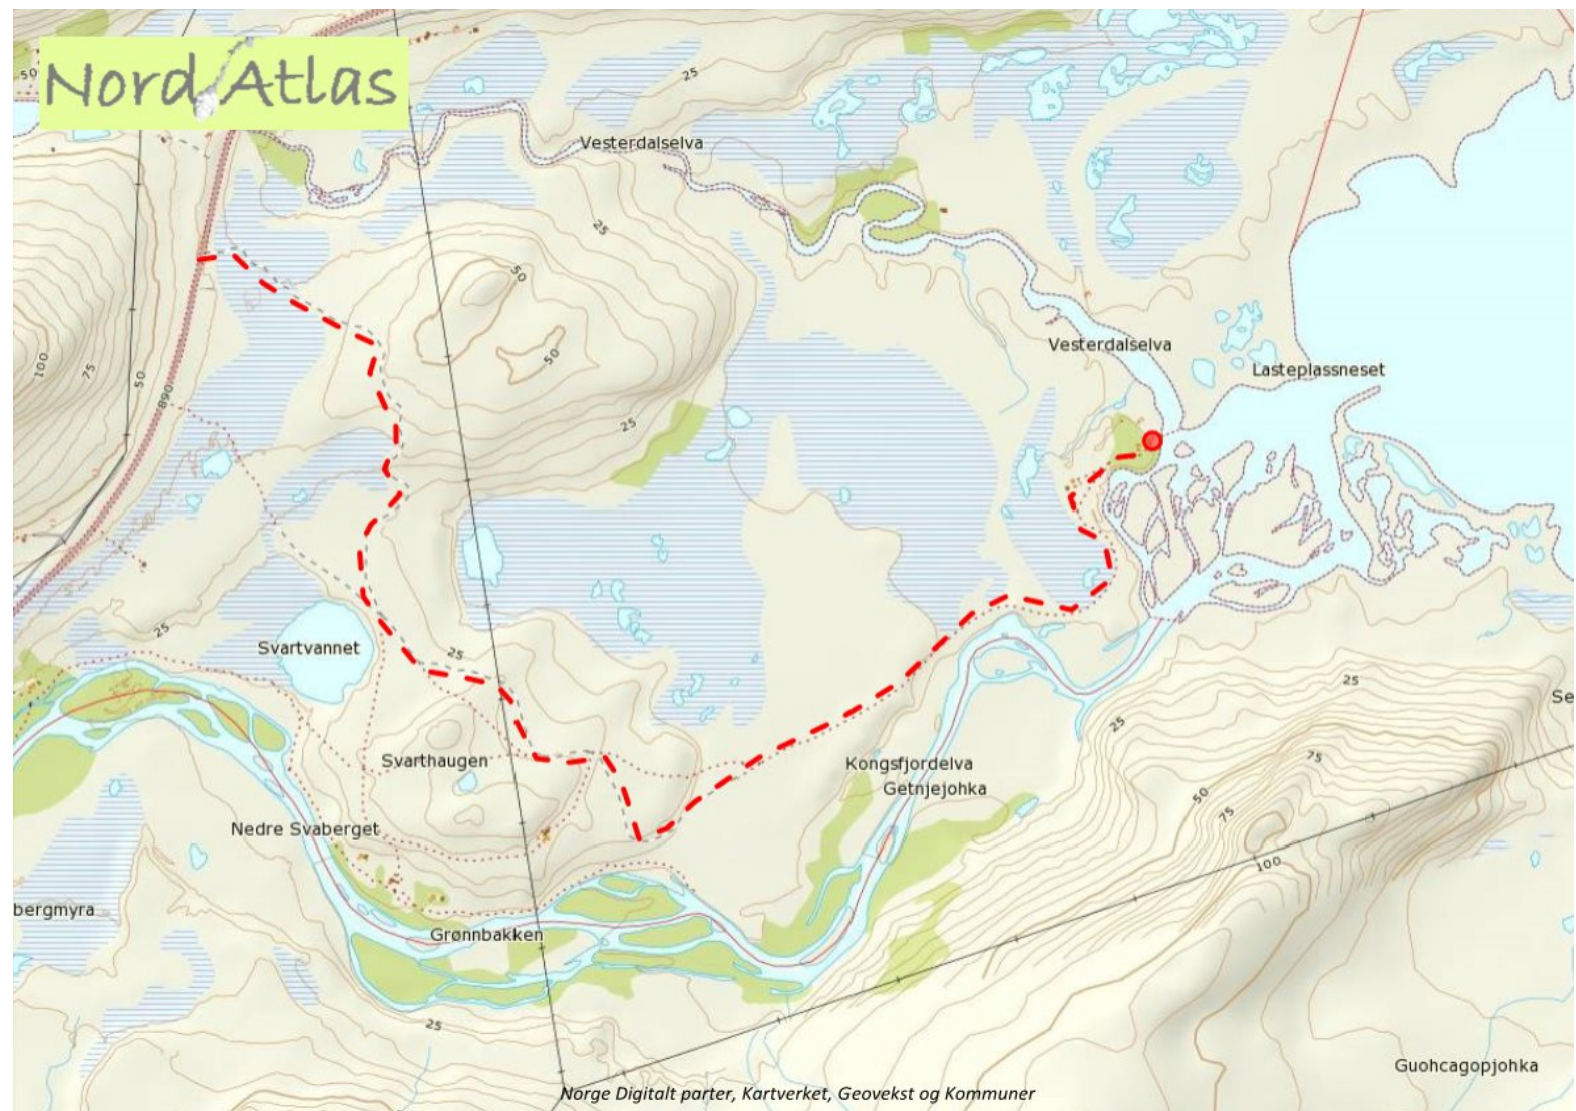 Nord Atlas
50
25
Vesterdalselva
25
50
50
100
75
50
890
25
Vesterdalselva
Lasteplassneset
25
Svartvannet
25
25
Se
25
Svarthaugen
Kongsfjordelva
75
Getnjejohka
50
75
Nedre Svaberget
100
bergmyra
Grønnbakken
25
Guohcagopjohka
Norge Digitalt parter, Kartverket, Geovekst og Kommuner